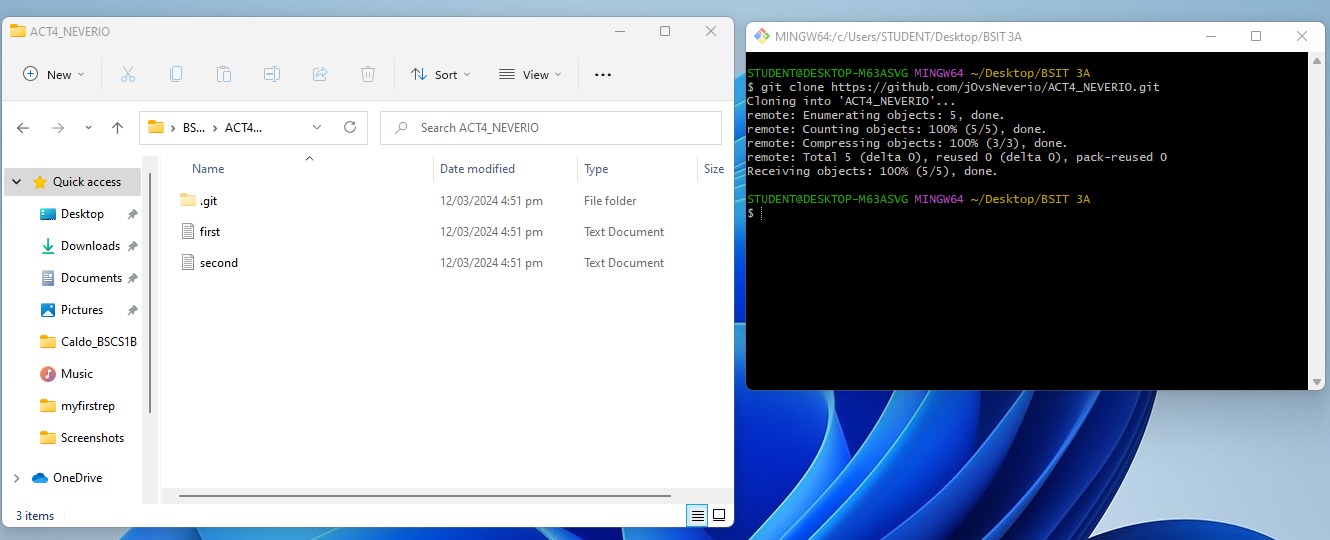 ACT4_NEVERIO
New
Sort
View
BS...
ACT4...
Search ACT4_NEVERIO
Quick access
Desktop
Downloads
Documents
Pictures
Caldo_BSCS1B
Music
myfirstrep
Screenshots
OneDrive
Name Date modified Type Size
.git 12/03/2024 4:51 pm File folder
first 12/03/2024 4:51 pm Text Document
second 12/03/2024 4:51 pm Text Document
3 items
MINGW64:/c/Users/STUDENT/Desktop/BSIT 3A
STUDENT@DESKTOP-M63ASVG MINGW64 ~/Desktop/BSIT 3A
$ git clone https://github.com/jOvsNeverio/ACT4_NEVERIO.git
Cloning into 'ACT4_NEVERIO'...
remote: Enumerating objects: 5, done.
remote: Counting objects: 100% (5/5), done.
remote: Compressing objects: 100% (3/3), done.
remote: Total 5 (delta 0), reused 0 (delta 0), pack-reused 0
Receiving objects: 100% (5/5), done.
STUDENT@DESKTOP-M63ASVG MINGW64 ~/Desktop/BSIT 3A
$